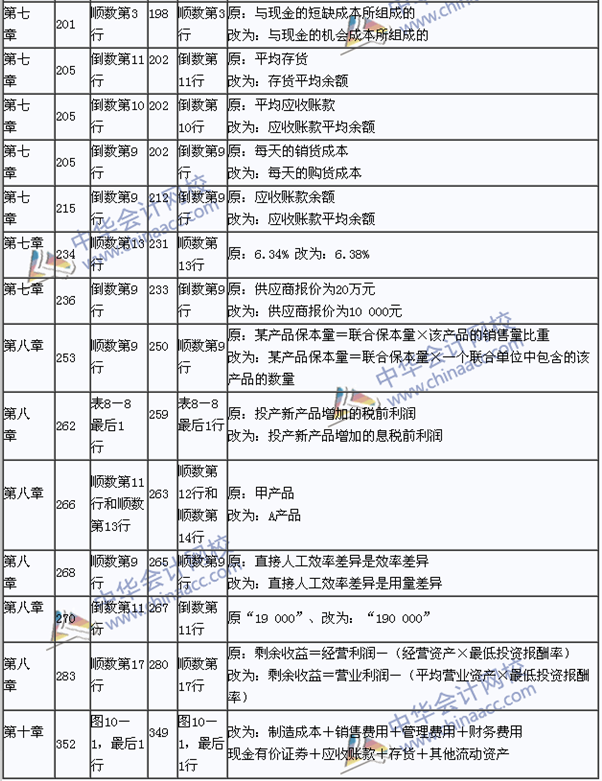 第七章 201 顺数第3行 198 顺数第3行 原：与现金的短缺成本所组成的
改为：与现金的机会成本所组成的
第七章 205 倒数第11行 202 倒数第11行 原：平均存货
改为：存货平均余额
第七章 205 倒数第10行 202 倒数第10行 原：平均应收账款
改为：应收账款平均余额
第七章 205 倒数第9行 202 倒数第9行 原：每天的销货成本
改为：每天的购货成本
第七章 215 倒数第9行 212 倒数第9行 原：应收账款余额
改为：应收账款平均余额
第七章 234 顺数第13行 231 顺数第13行 原：6.34% 改为：6.38%
第七章 236 倒数第9行 233 倒数第9行 原：供应商报价为20万元
改为：供应商报价为10 000元
第八章 253 顺数第9行 250 顺数第9行 原：某产品保本量＝联合保本量×该产品的销售量比重
改为：某产品保本量＝联合保本量×一个联合单位中包含的该
产品的数量
第八章 262 表8－8最后1行 259 表8－8最后1行 原：投产新产品增加的税前利润
改为：投产新产品增加的息税前利润
第八章 266 顺数第11行和顺数第13行 263 顺数第12行和顺数第14行 原：甲产品
改为：A产品
第八章 268 顺数第9行 265 顺数第9行 原：直接人工效率差异是效率差异
改为：直接人工效率差异是用量差异
第八章 270 倒数第11行 267 倒数第11行 原“19 000”、改为：“190 000”
第八章 283 顺数第17行 280 顺数第17行 原：剩余收益＝经营利润－（经营资产×最低投资报酬率）
改为：剩余收益＝营业利润－（平均营业资产×最低投资报酬
率）
第十章 352 图10－1，最后1行 349 图10－1，最后1行 改为：制造成本＋销售费用＋管理费用＋财务费用
现金有价证券＋应收账款＋存货＋其他流动资产
中华会计网校
www.chinaacc.com